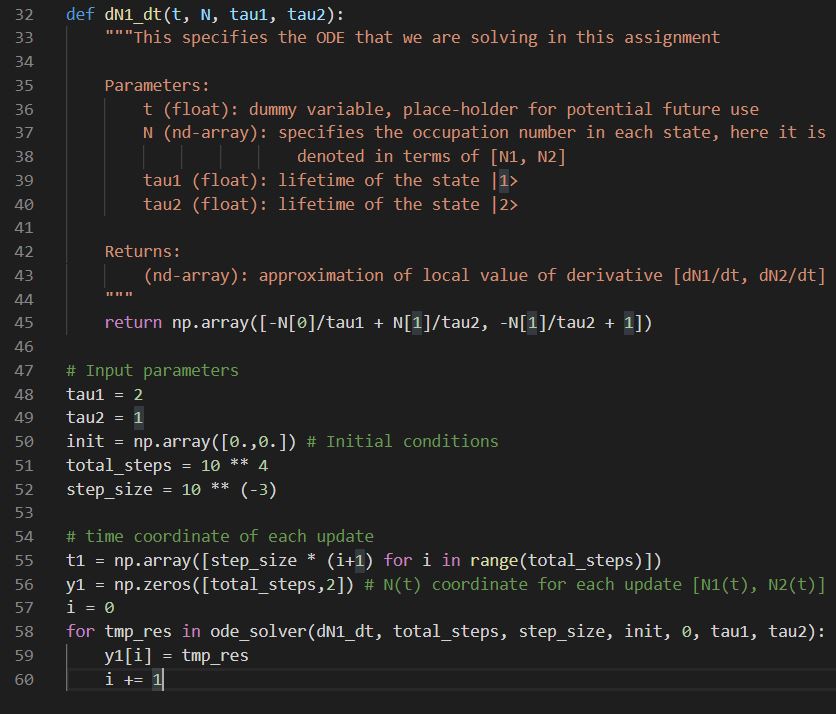 32 def dN1_dt(t, N, tau1, tau2):
33     """This specifies the ODE that we are solving in this assignment
34
35     Parameters:
36         t (float): dummy variable, place-holder for potential future use
37         N (nd-array): specifies the occupation number in each state, here it is
38                         denoted in terms of [N1, N2]
39         tau1 (float): lifetime of the state |1>
40         tau2 (float): lifetime of the state |2>
41
42     Returns:
43         (nd-array): approximation of local value of derivative [dN1/dt, dN2/dt]
44     """
45     return np.array([-N[0]/tau1 + N[1]/tau2, -N[1]/tau2 + 1])
46
47 # Input parameters
48 tau1 = 2
49 tau2 = 1
50 init = np.array([0.,0.]) # Initial conditions
51 total_steps = 10 ** 4
52 step_size = 10 ** (-3)
53
54 # time coordinate of each update
55 t1 = np.array([step_size * (i+1) for i in range(total_steps)])
56 y1 = np.zeros([total_steps,2]) # N(t) coordinate for each update [N1(t), N2(t)]
57 i = 0
58 for tmp_res in ode_solver(dN1_dt, total_steps, step_size, init, 0, tau1, tau2):
59     y1[i] = tmp_res
60     i += 1